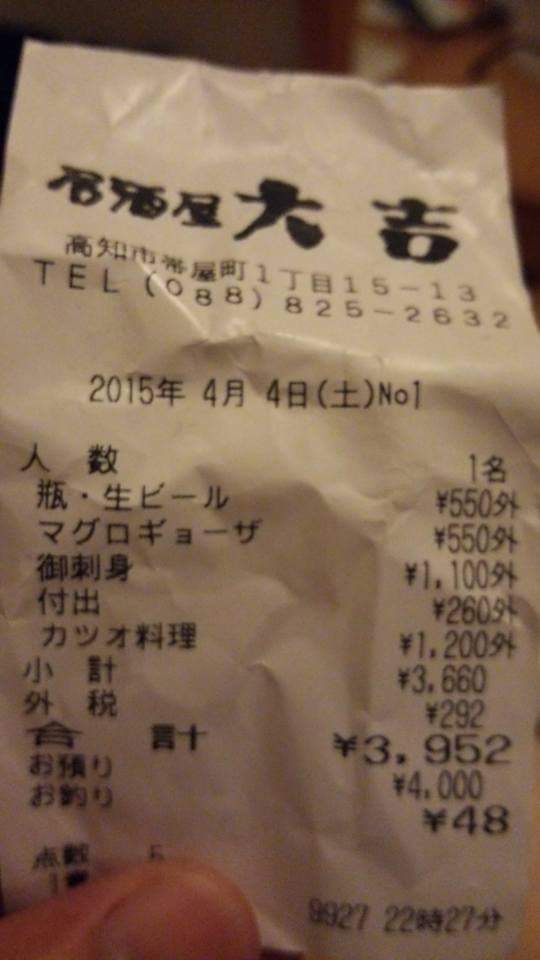 居酒屋 大吉
高知市帯屋町1丁目15-13
TEL(088)825-2632
2015年 4月 4日(土)No1
人 数 1名
瓶・生ビール ¥550外
マグロギョーザ ¥550外
御刺身 ¥1,100外
付出 ¥260外
カツオ料理 ¥1,200外
小 計 ¥3,660
外 税 ¥292
合 計 ¥3,952
お預り ¥4,000
お釣り ¥48
点数 5
9927 22時27分